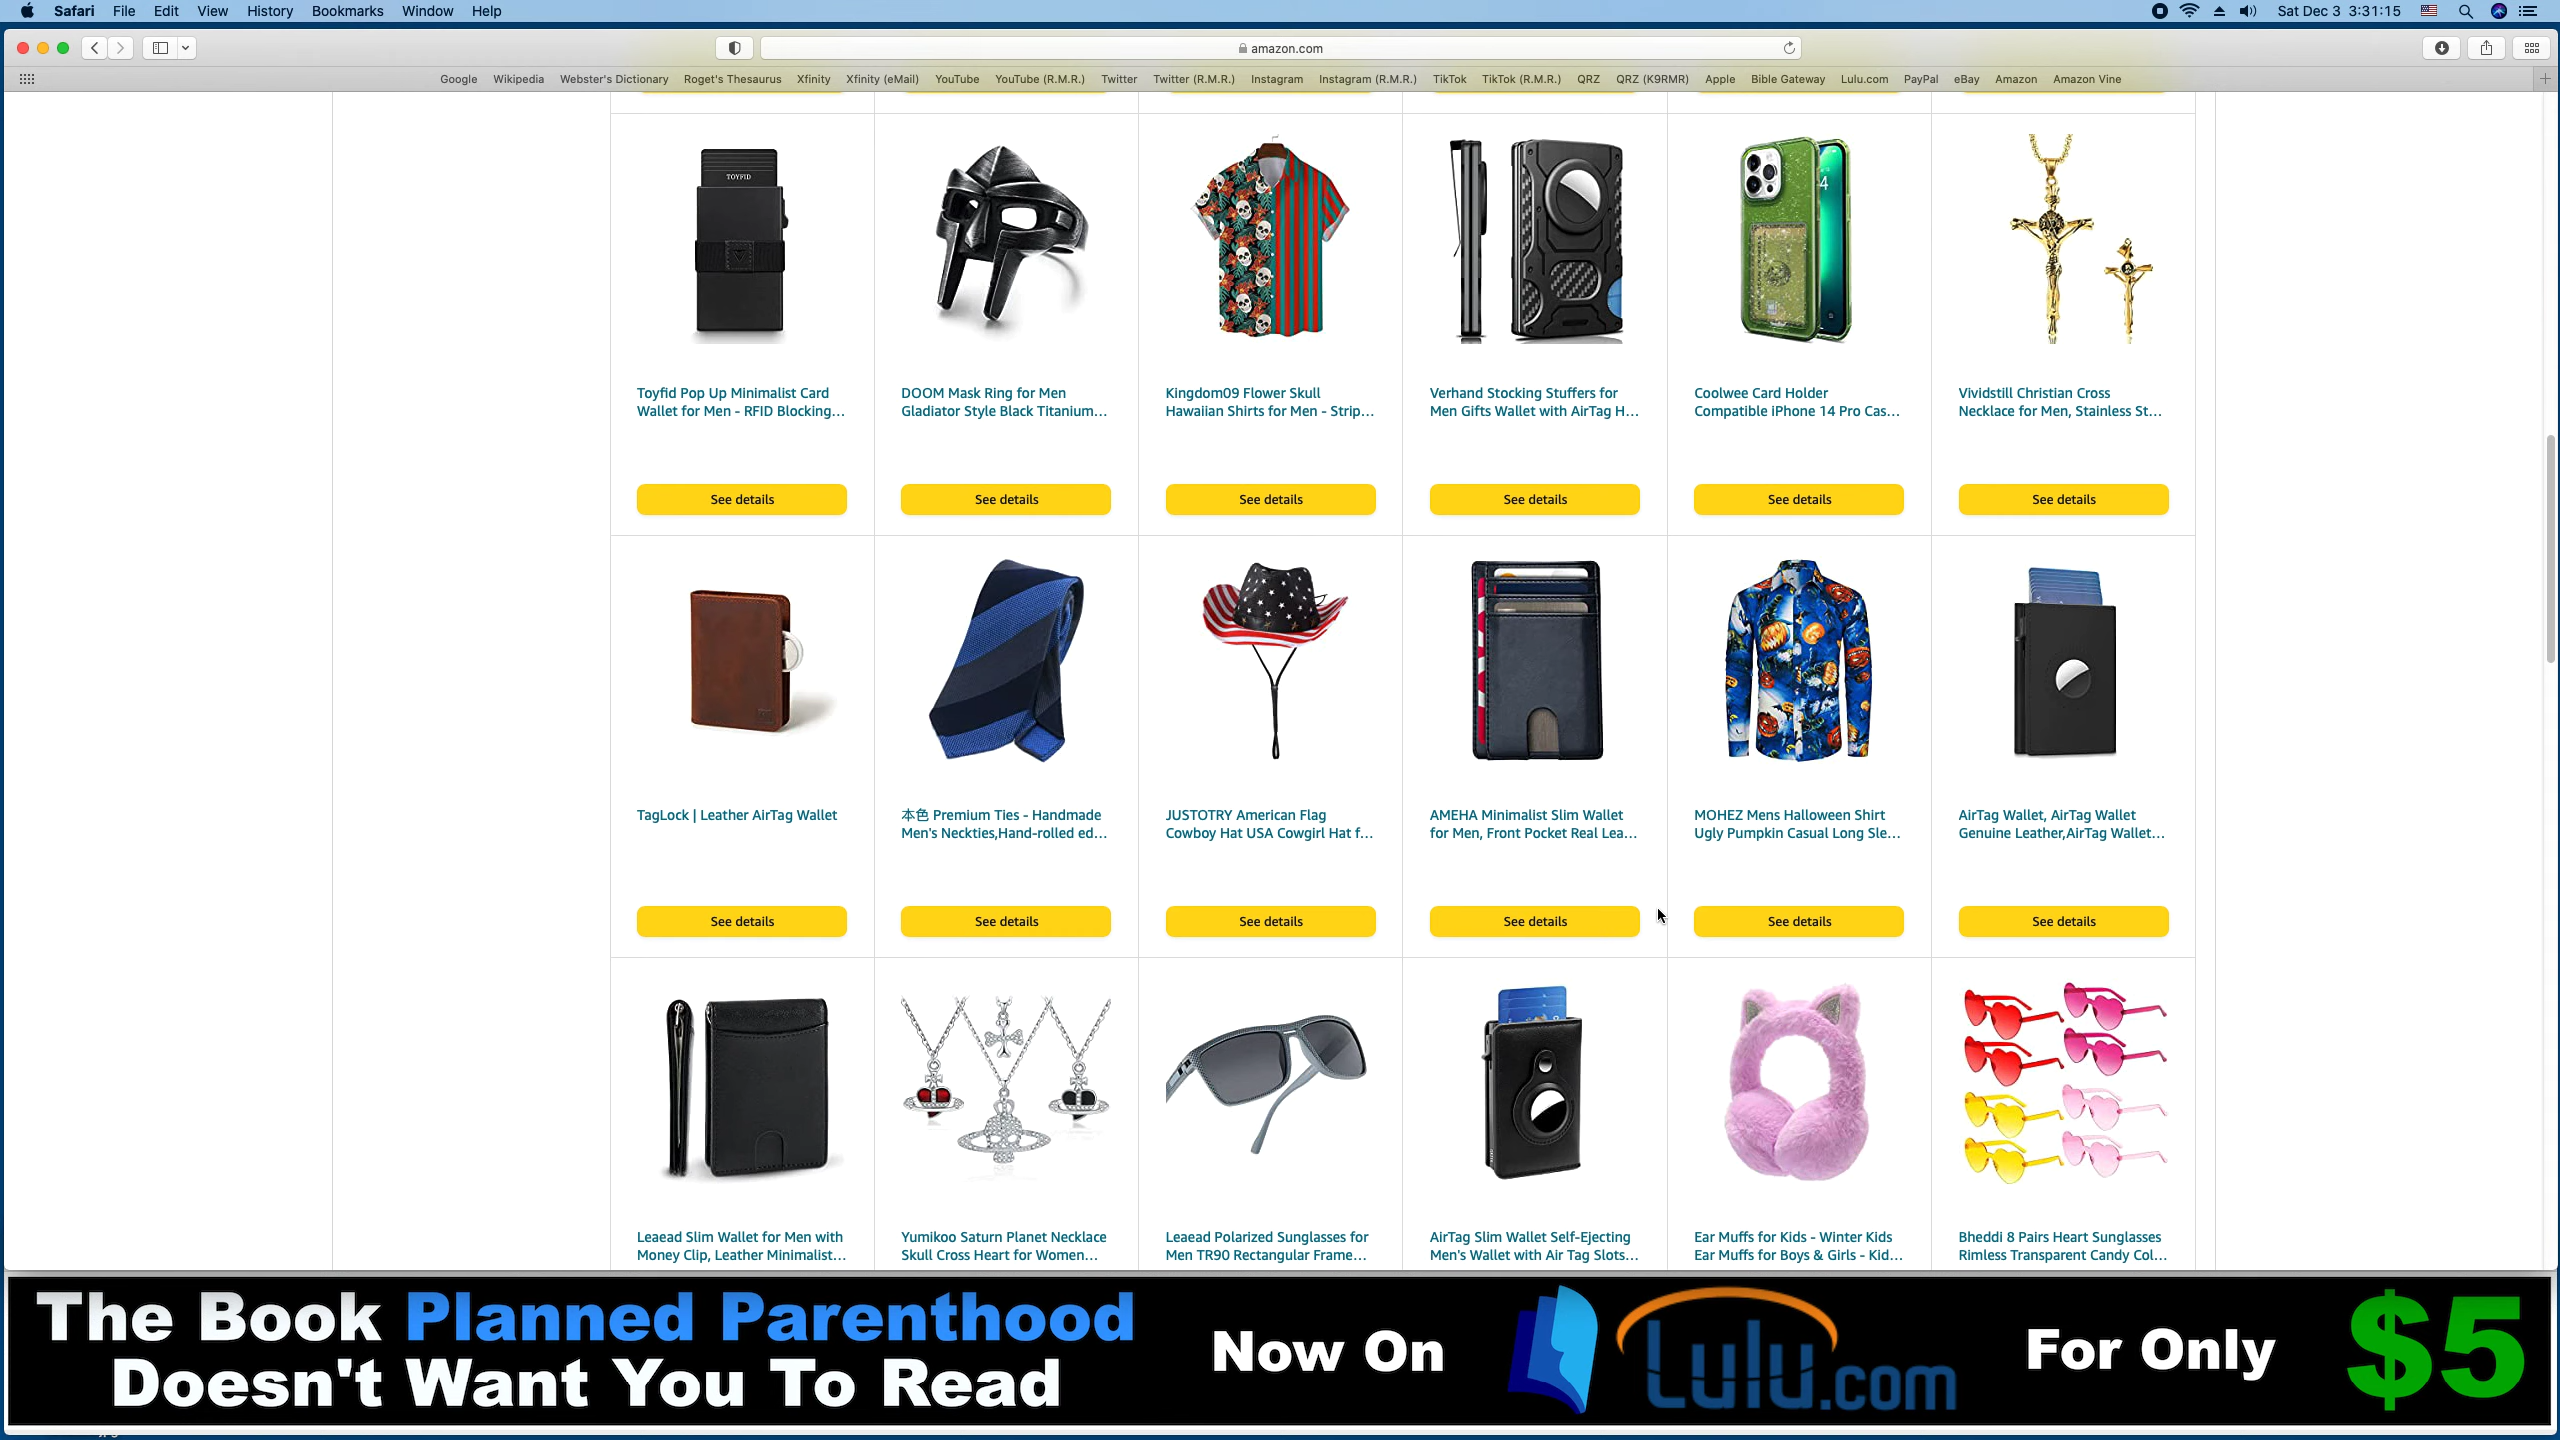 Safari File Edit View History Bookmarks Window Help
Sat Dec 3 3:31:15
amazon.com
Google Wikipedia Webster's Dictionary Roget's Thesaurus Xfinity Xfinity (eMail) YouTube YouTube (R.M.R.) Twitter Twitter (R.M.R.) Instagram Instagram (R.M.R.) TikTok TikTok (R.M.R.) QRZ QRZ (K9RMR) Apple Bible Gateway Lulu.com PayPal eBay Amazon Amazon Vine
TOYFID
4
Toyfid Pop Up Minimalist Card
Wallet for Men - RFID Blocking...
DOOM Mask Ring for Men
Gladiator Style Black Titanium...
Kingdom09 Flower Skull
Hawaiian Shirts for Men - Strip...
Verhand Stocking Stuffers for
Men Gifts Wallet with AirTag H...
Coolwee Card Holder
Compatible iPhone 14 Pro Cas...
Vividstill Christian Cross
Necklace for Men, Stainless St...
See details
See details
See details
See details
See details
See details
TagLock | Leather AirTag Wallet
本色 Premium Ties - Handmade
Men's Neckties,Hand-rolled ed...
JUSTOTRY American Flag
Cowboy Hat USA Cowgirl Hat f...
AMEHA Minimalist Slim Wallet
for Men, Front Pocket Real Lea...
MOHEZ Mens Halloween Shirt
Ugly Pumpkin Casual Long Sle...
AirTag Wallet, AirTag Wallet
Genuine Leather,AirTag Wallet...
See details
See details
See details
See details
See details
See details
Leaead Slim Wallet for Men with
Money Clip, Leather Minimalist...
Yumikoo Saturn Planet Necklace
Skull Cross Heart for Women...
Leaead Polarized Sunglasses for
Men TR90 Rectangular Frame...
AirTag Slim Wallet Self-Ejecting
Men's Wallet with Air Tag Slots...
Ear Muffs for Kids - Winter Kids
Ear Muffs for Boys & Girls - Kid...
Bheddi 8 Pairs Heart Sunglasses
Rimless Transparent Candy Col...
The Book Planned Parenthood
Doesn't Want You To Read
Now On
Lulu.com
For Only
$5